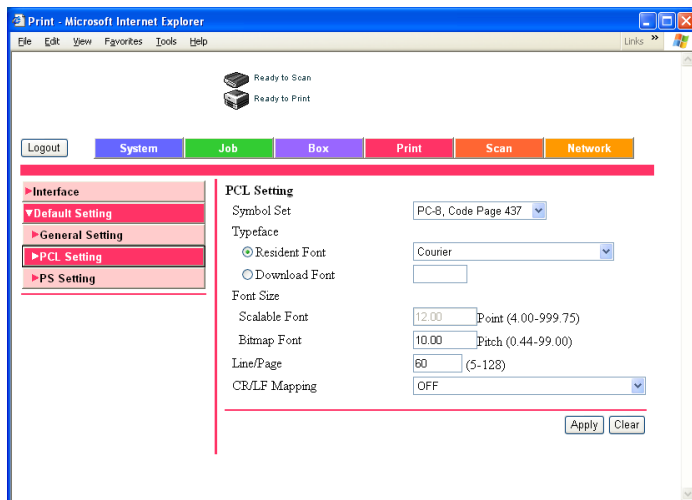 Print - Microsoft Internet Explorer
File Edit View Favorites Tools Help Links »
Ready to Scan
Ready to Print
Logout System Job Box Print Scan Network
Interface
Default Setting
General Setting
PCL Setting
PS Setting
PCL Setting
Symbol Set PC-8, Code Page 437
Typeface
Resident Font Courier
Download Font
Font Size
Scalable Font 12.00 Point (4.00-999.75)
Bitmap Font 10.00 Pitch (0.44-99.00)
Line/Page 60 (5-128)
CR/LF Mapping OFF
Apply Clear